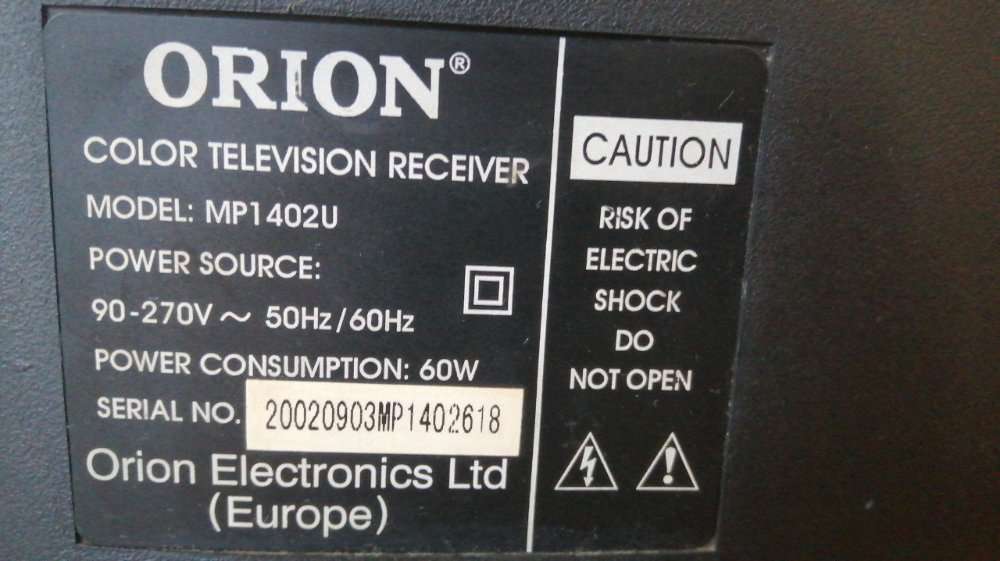 ORION®
COLOR TELEVISION RECEIVER
MODEL: MP1402U
POWER SOURCE:
90-270V ~ 50Hz/60Hz
POWER CONSUMPTION: 60W
SERIAL NO. 20020903MP1402618
Orion Electronics Ltd
(Europe)
CAUTION
RISK OF
ELECTRIC
SHOCK
DO
NOT OPEN